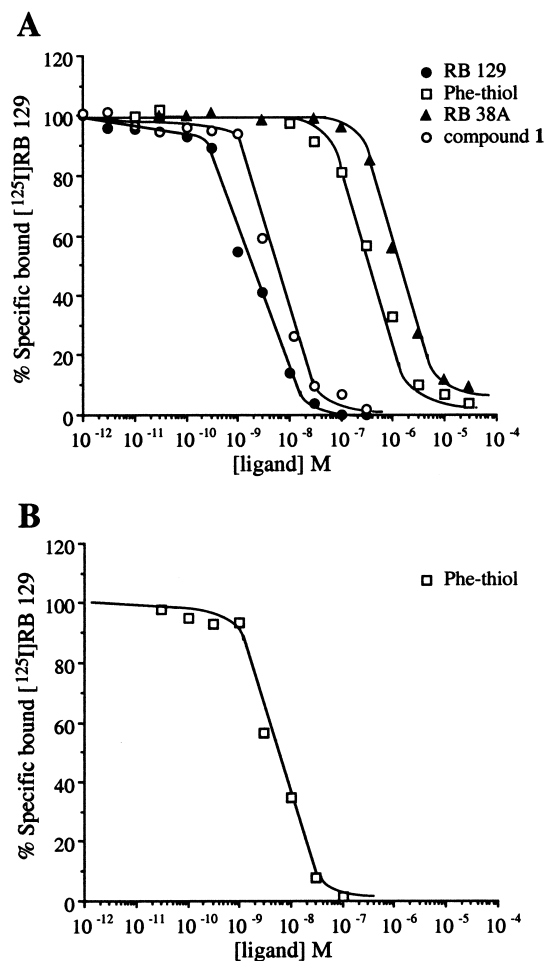 A
120
100
80
60
40
20
0
% Specific bound [¹²⁵I]RB 129
● RB 129
□ Phe-thiol
▲ RB 38A
○ compound 1
10⁻¹² 10⁻¹¹ 10⁻¹⁰ 10⁻⁹ 10⁻⁸ 10⁻⁷ 10⁻⁶ 10⁻⁵ 10⁻⁴
[ligand] M
B
120
100
80
60
40
20
0
% Specific bound [¹²⁵I]RB 129
□ Phe-thiol
10⁻¹² 10⁻¹¹ 10⁻¹⁰ 10⁻⁹ 10⁻⁸ 10⁻⁷ 10⁻⁶ 10⁻⁵ 10⁻⁴
[ligand] M